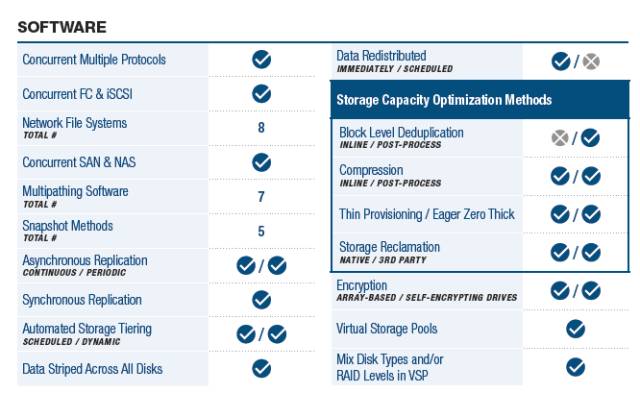 SOFTWARE
Concurrent Multiple Protocols
Concurrent FC & iSCSI
Network File Systems
TOTAL #
8
Concurrent SAN & NAS
Multipathing Software
TOTAL #
7
Snapshot Methods
TOTAL #
5
Asynchronous Replication
CONTINUOUS / PERIODIC
/
Synchronous Replication
Automated Storage Tiering
SCHEDULED / DYNAMIC
/
Data Striped Across All Disks
Data Redistributed
IMMEDIATELY / SCHEDULED
/
Storage Capacity Optimization Methods
Block Level Deduplication
INLINE / POST-PROCESS
/
Compression
INLINE / POST-PROCESS
/
Thin Provisioning / Eager Zero Thick
/
Storage Reclamation
NATIVE / 3RD PARTY
/
Encryption
ARRAY-BASED / SELF-ENCRYPTING DRIVES
/
Virtual Storage Pools
Mix Disk Types and/or
RAID Levels in VSP